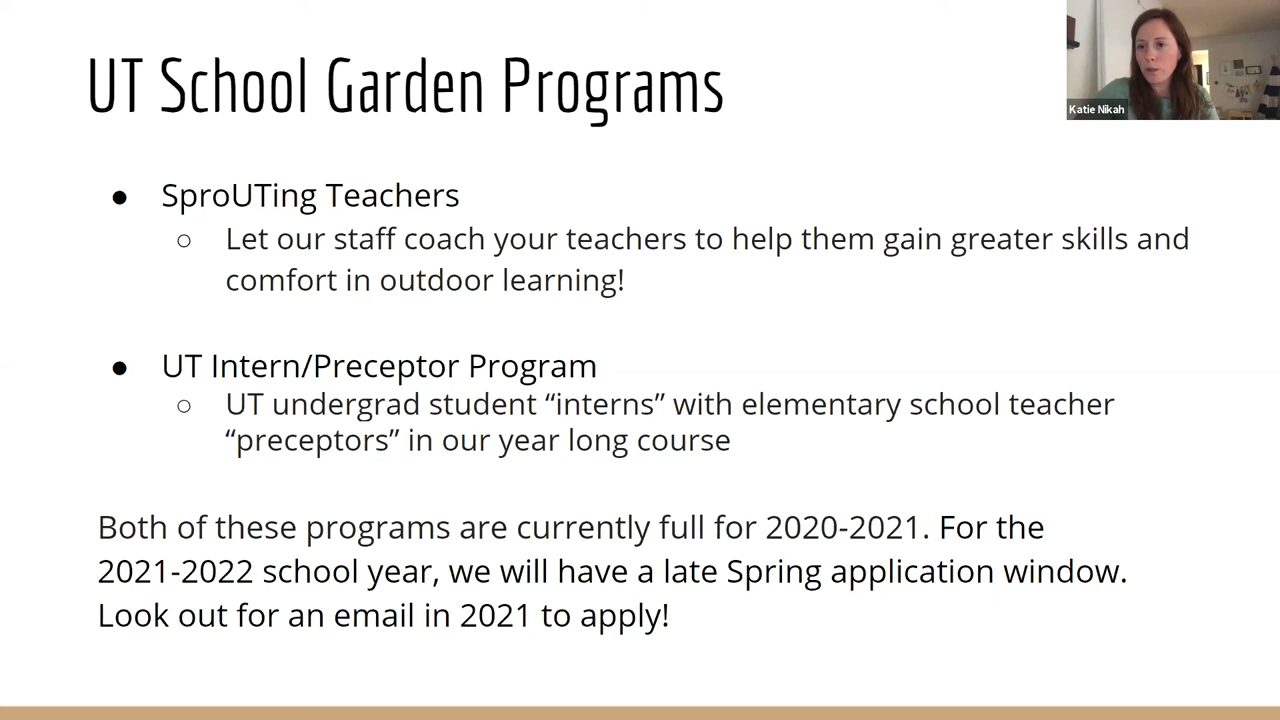 UT School Garden Programs
Katie Nikah
● SproUTing Teachers
○ Let our staff coach your teachers to help them gain greater skills and
comfort in outdoor learning!
● UT Intern/Preceptor Program
○ UT undergrad student “interns” with elementary school teacher
“preceptors” in our year long course
Both of these programs are currently full for 2020-2021. For the
2021-2022 school year, we will have a late Spring application window.
Look out for an email in 2021 to apply!